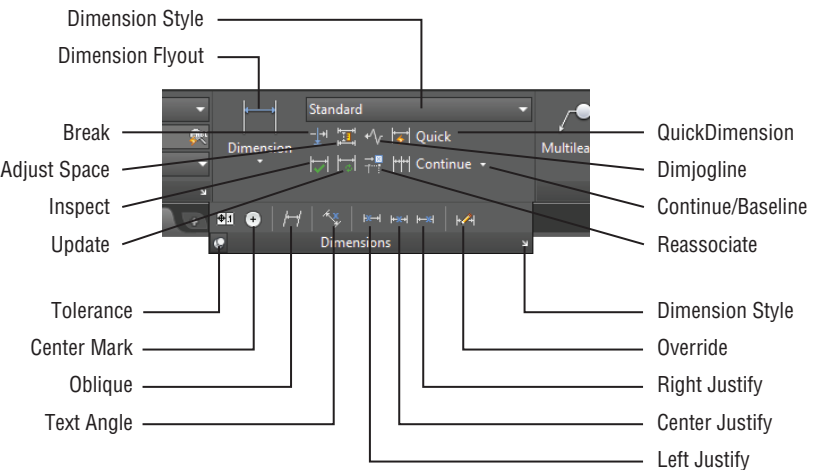 Dimension Style
Dimension Flyout
Standard
Break
Quick
QuickDimension
Dimension
Multilea
Adjust Space
Dimjogline
Continue
Inspect
Continue/Baseline
Update
Reassociate
Dimensions
Tolerance
Dimension Style
Center Mark
Override
Oblique
Right Justify
Text Angle
Center Justify
Left Justify